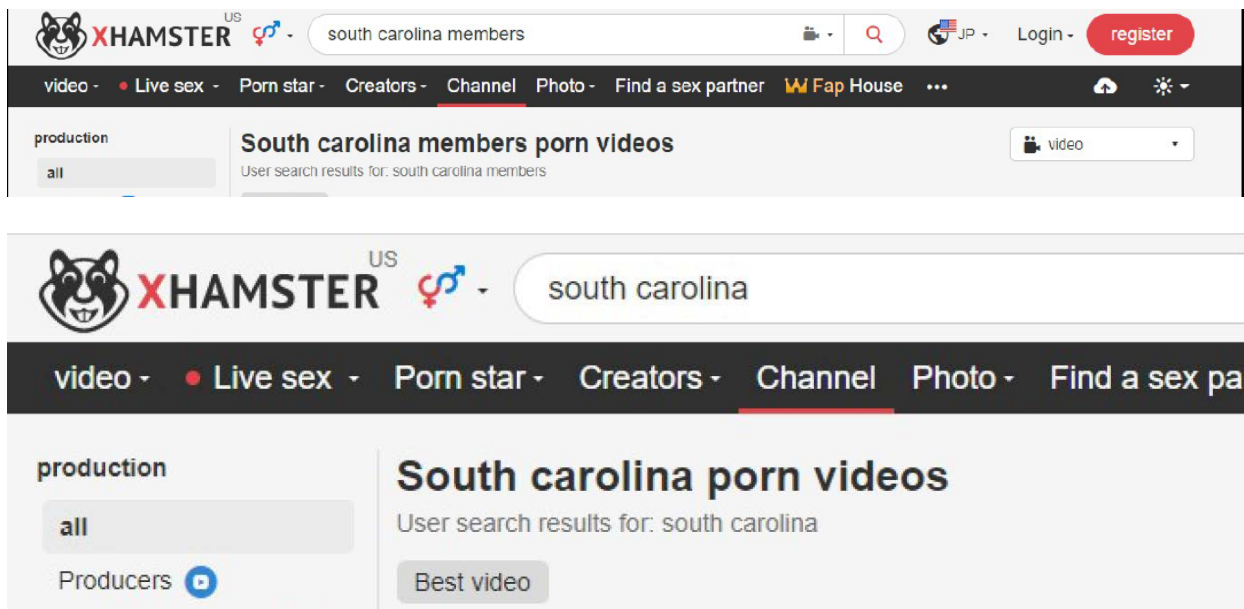 XHAMSTER US south carolina members JP Login register
video Live sex Porn star Creators Channel Photo Find a sex partner Fap House •••
production
South carolina members porn videos
video
all
User search results for: south carolina members
XHAMSTER US south carolina
video Live sex Porn star Creators Channel Photo Find a sex pa
production
South carolina porn videos
all
User search results for: south carolina
Producers
Best video